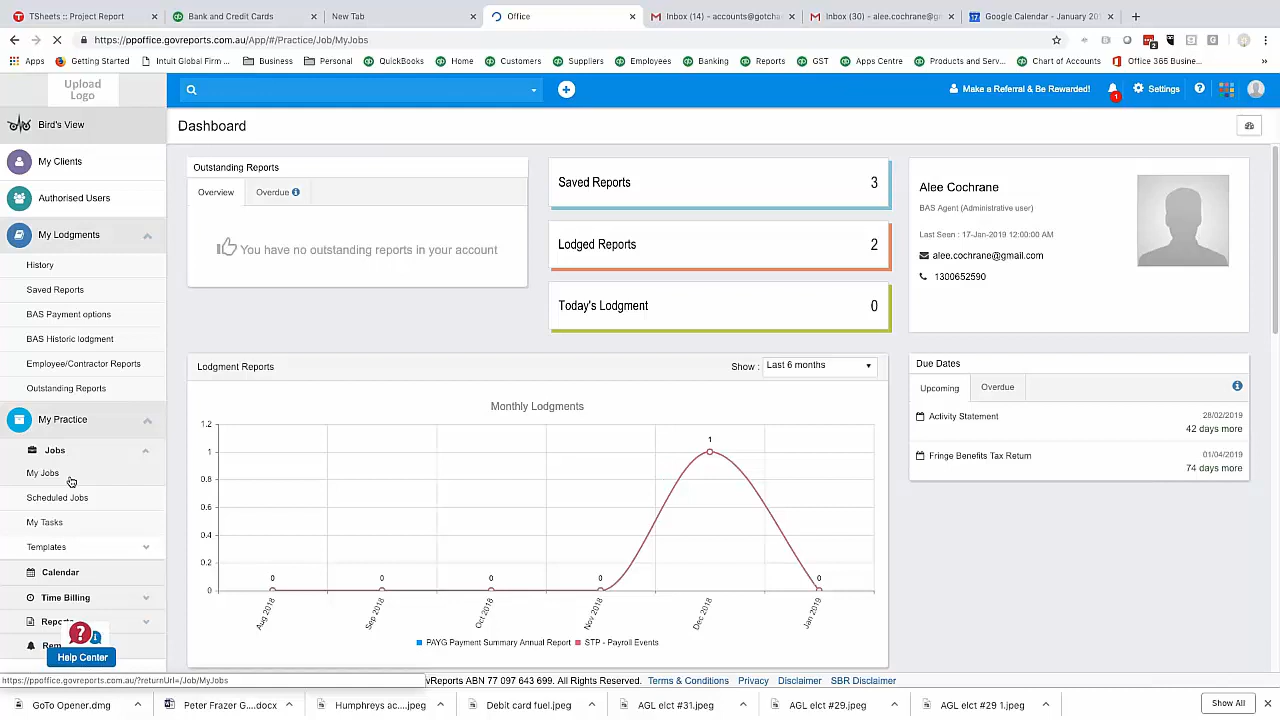 TSheets :: Project Report
Bank and Credit Cards
New Tab
Office
Inbox (14) - accounts@gotcha
Inbox (30) - alee.cochrane@gm
Google Calendar - January 20
https://ppoffice.govreports.com.au/App/#/Practice/Job/MyJobs
Apps
Getting Started
Intuit Global Firm ...
Business
Personal
QuickBooks
Home
Customers
Suppliers
Employees
Banking
Reports
GST
Apps Centre
Products and Serv...
Chart of Accounts
Office 365 Busine...
»
Upload
Logo
Make a Referral & Be Rewarded!
1
Settings
Bird's View
Dashboard
My Clients
Authorised Users
My Lodgments
History
Saved Reports
BAS Payment options
BAS Historic lodgment
Employee/Contractor Reports
Outstanding Reports
My Practice
Jobs
My Jobs
Scheduled Jobs
My Tasks
Templates
Calendar
Time Billing
Report
Rem
Help Center
Outstanding Reports
Overview
Overdue
You have no outstanding reports in your account
Saved Reports 3
Lodged Reports 2
Today's Lodgment 0
Alee Cochrane
BAS Agent (Administrative user)
Last Seen : 17-Jan-2019 12:00:00 AM
alee.cochrane@gmail.com
1300652590
Lodgment Reports
Show :
Last 6 months
Monthly Lodgments
1.2
1
0.8
0.6
0.4
0.2
0
0
0
0
0
1
0
Aug 2018
Sep 2018
Oct 2018
Nov 2018
Dec 2018
Jan 2019
PAYG Payment Summary Annual Report
STP - Payroll Events
Due Dates
Upcoming
Overdue
Activity Statement
28/02/2019
42 days more
Fringe Benefits Tax Return
01/04/2019
74 days more
https://ppoffice.govreports.com.au/?returnUrl=/Job/MyJobs
vReports ABN 77 097 643 699. All Rights Reserved.
Terms & Conditions
Privacy
Disclaimer
SBR Disclaimer
GoTo Opener.dmg
Peter Frazer G....docx
Humphreys ac....jpeg
Debit card fuel.jpeg
AGL elct #31.jpeg
AGL elct #29.jpeg
AGL elct #29 1.jpeg
Show All